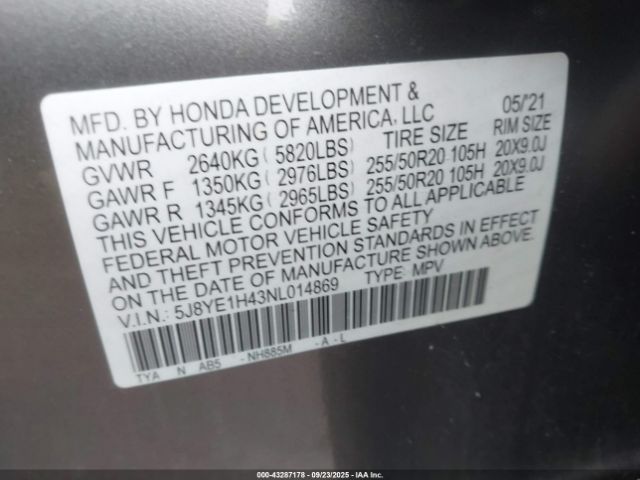 MFD. BY HONDA DEVELOPMENT & 05/'21
MANUFACTURING OF AMERICA, LLC
TIRE SIZE RIM SIZE
GVWR 2640KG ( 5820LBS)
GAWR F 1350KG ( 2976LBS) 255/50R20 105H 20X9.0J
GAWR R 1345KG ( 2965LBS) 255/50R20 105H 20X9.0J
THIS VEHICLE CONFORMS TO ALL APPLICABLE
FEDERAL MOTOR VEHICLE SAFETY
AND THEFT PREVENTION STANDARDS IN EFFECT
ON THE DATE OF MANUFACTURE SHOWN ABOVE.
V.I.N.: 5J8YE1H43NL014869 TYPE: MPV
TYA N AB5 - NH885M - A - L
000-43287178 - 09/23/2025 - IAA Inc.